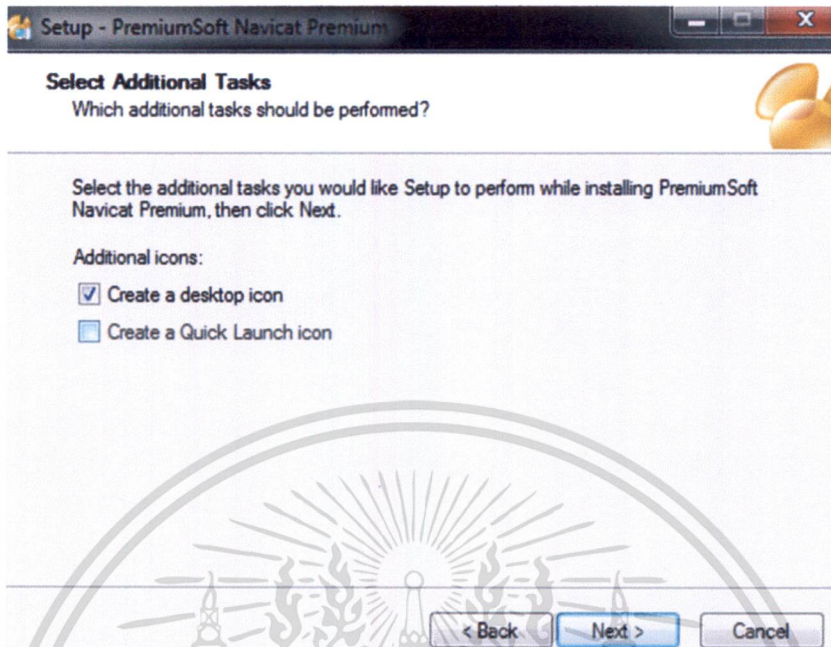 Setup - PremiumSoft Navicat Premium
Select Additional Tasks
Which additional tasks should be performed?
Select the additional tasks you would like Setup to perform while installing PremiumSoft
Navicat Premium, then click Next.
Additional icons:
Create a desktop icon
Create a Quick Launch icon
< Back Next > Cancel